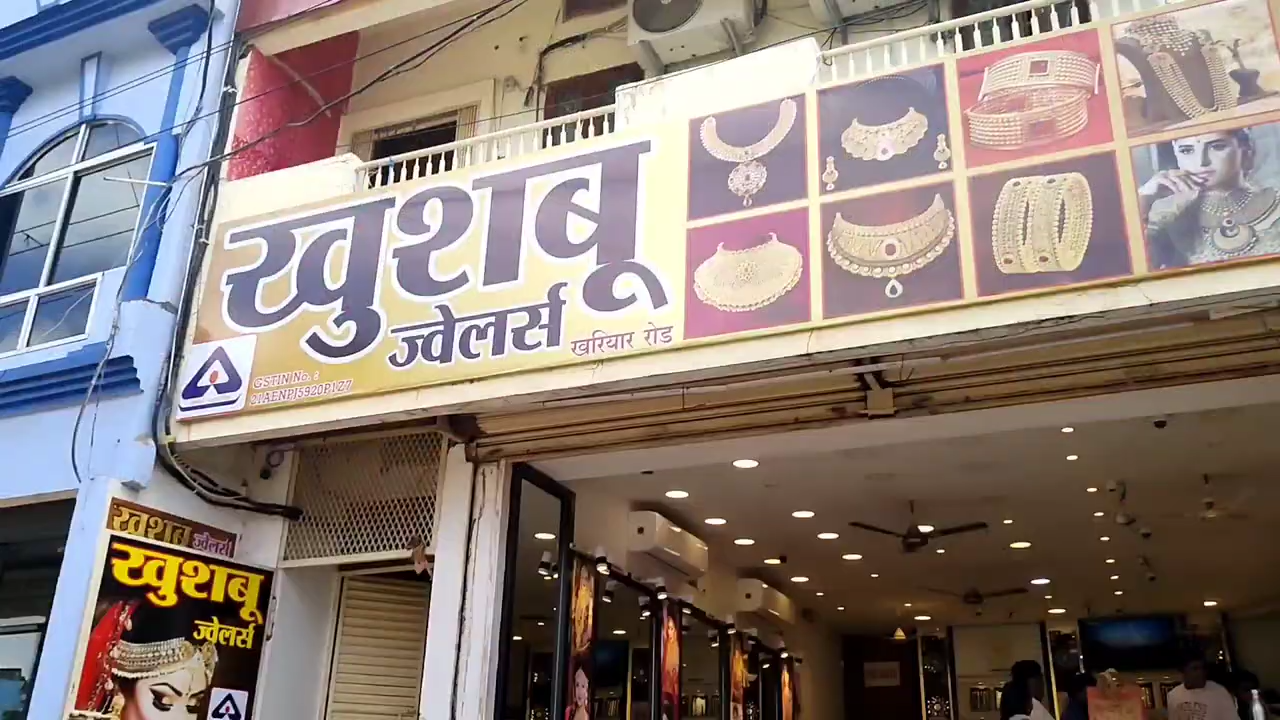 खुशबू
ज्वेलर्स खरियार रोड
GSTIN No. :
21AENPJ5920P1Z7
खुशबू ज्वेलर्स
खुशबू
ज्वेलर्स